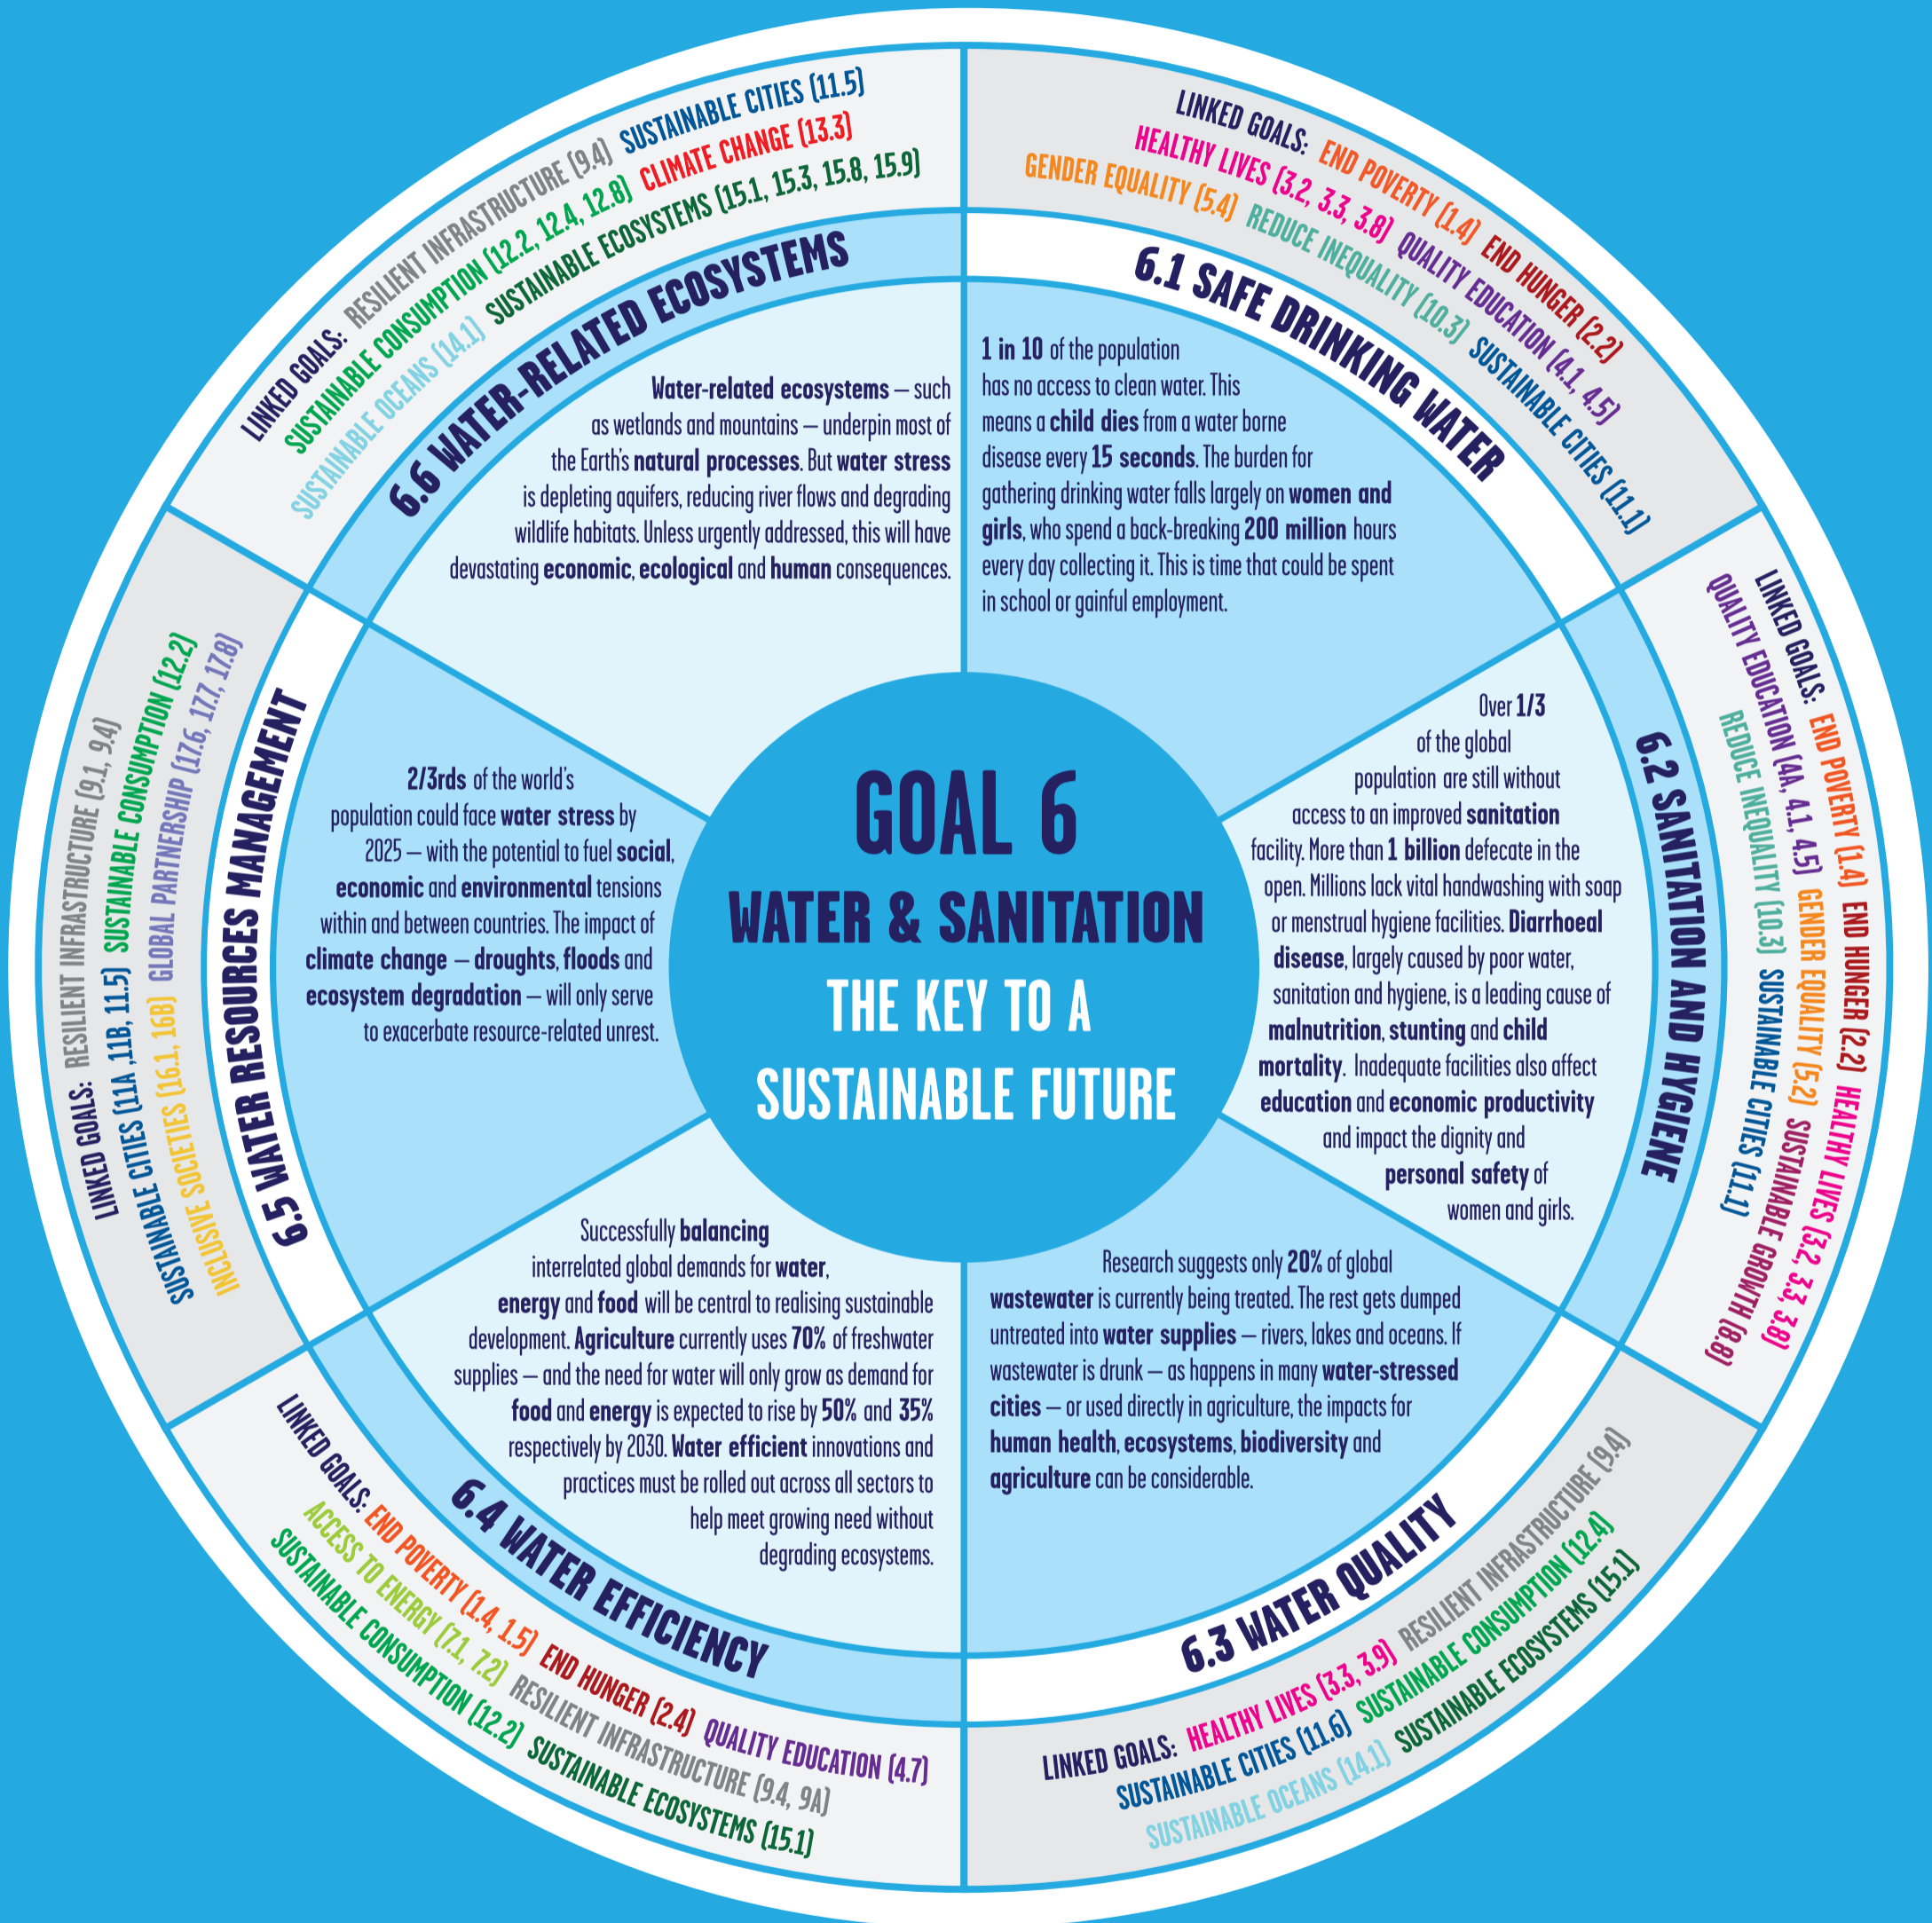 GOAL 6
WATER & SANITATION
THE KEY TO A
SUSTAINABLE FUTURE
LINKED GOALS: END POVERTY (1.4) END HUNGER (2.2)
HEALTHY LIVES (3.2, 3.3, 3.8) QUALITY EDUCATION (4.1, 4.5)
GENDER EQUALITY (5.4) REDUCE INEQUALITY (10.3) SUSTAINABLE CITIES (11.1)
6.1 SAFE DRINKING WATER
1 in 10 of the population
has no access to clean water. This
means a child dies from a water borne
disease every 15 seconds. The burden for
gathering drinking water falls largely on women and
girls, who spend a back-breaking 200 million hours
every day collecting it. This is time that could be spent
in school or gainful employment.
LINKED GOALS: END POVERTY (1.4) END HUNGER (2.2) HEALTHY LIVES (3.2, 3.3, 3.8)
QUALITY EDUCATION (4A, 4.1, 4.5) GENDER EQUALITY (5.2) SUSTAINABLE GROWTH (8.8)
REDUCE INEQUALITY (10.3) SUSTAINABLE CITIES (11.1)
6.2 SANITATION AND HYGIENE
Over 1/3
of the global
population are still without
access to an improved sanitation
facility. More than 1 billion defecate in the
open. Millions lack vital handwashing with soap
or menstrual hygiene facilities. Diarrhoeal
disease, largely caused by poor water,
sanitation and hygiene, is a leading cause of
malnutrition, stunting and child
mortality. Inadequate facilities also affect
education and economic productivity
and impact the dignity and
personal safety of
women and girls.
6.3 WATER QUALITY
Research suggests only 20% of global
wastewater is currently being treated. The rest gets dumped
untreated into water supplies – rivers, lakes and oceans. If
wastewater is drunk – as happens in many water-stressed
cities – or used directly in agriculture, the impacts for
human health, ecosystems, biodiversity and
agriculture can be considerable.
LINKED GOALS: HEALTHY LIVES (3.3, 3.9) RESILIENT INFRASTRUCTURE (9.4)
SUSTAINABLE CITIES (11.6) SUSTAINABLE CONSUMPTION (12.4)
SUSTAINABLE OCEANS (14.1) SUSTAINABLE ECOSYSTEMS (15.1)
6.4 WATER EFFICIENCY
Successfully balancing
interrelated global demands for water,
energy and food will be central to realising sustainable
development. Agriculture currently uses 70% of freshwater
supplies – and the need for water will only grow as demand for
food and energy is expected to rise by 50% and 35%
respectively by 2030. Water efficient innovations and
practices must be rolled out across all sectors to
help meet growing need without
degrading ecosystems.
LINKED GOALS: END POVERTY (1.4, 1.5) END HUNGER (2.4) QUALITY EDUCATION (4.7)
ACCESS TO ENERGY (7.1, 7.2) RESILIENT INFRASTRUCTURE (9.4, 9A)
SUSTAINABLE CONSUMPTION (12.2) SUSTAINABLE ECOSYSTEMS (15.1)
LINKED GOALS: RESILIENT INFRASTRUCTURE (9.1, 9.4)
SUSTAINABLE CITIES (11A ,11B, 11.5) SUSTAINABLE CONSUMPTION (12.2)
INCLUSIVE SOCIETIES (16.1, 16B) GLOBAL PARTNERSHIP (17.6, 17.7, 17.8)
6.5 WATER RESOURCES MANAGEMENT
2/3rds of the world's
population could face water stress by
2025 – with the potential to fuel social,
economic and environmental tensions
within and between countries. The impact of
climate change – droughts, floods and
ecosystem degradation – will only serve
to exacerbate resource-related unrest.
LINKED GOALS: RESILIENT INFRASTRUCTURE (9.4) SUSTAINABLE CITIES (11.5)
SUSTAINABLE CONSUMPTION (12.2, 12.4, 12.8) CLIMATE CHANGE (13.3)
SUSTAINABLE OCEANS (14.1) SUSTAINABLE ECOSYSTEMS (15.1, 15.3, 15.8, 15.9)
6.6 WATER-RELATED ECOSYSTEMS
Water-related ecosystems – such
as wetlands and mountains – underpin most of
the Earth's natural processes. But water stress
is depleting aquifers, reducing river flows and degrading
wildlife habitats. Unless urgently addressed, this will have
devastating economic, ecological and human consequences.